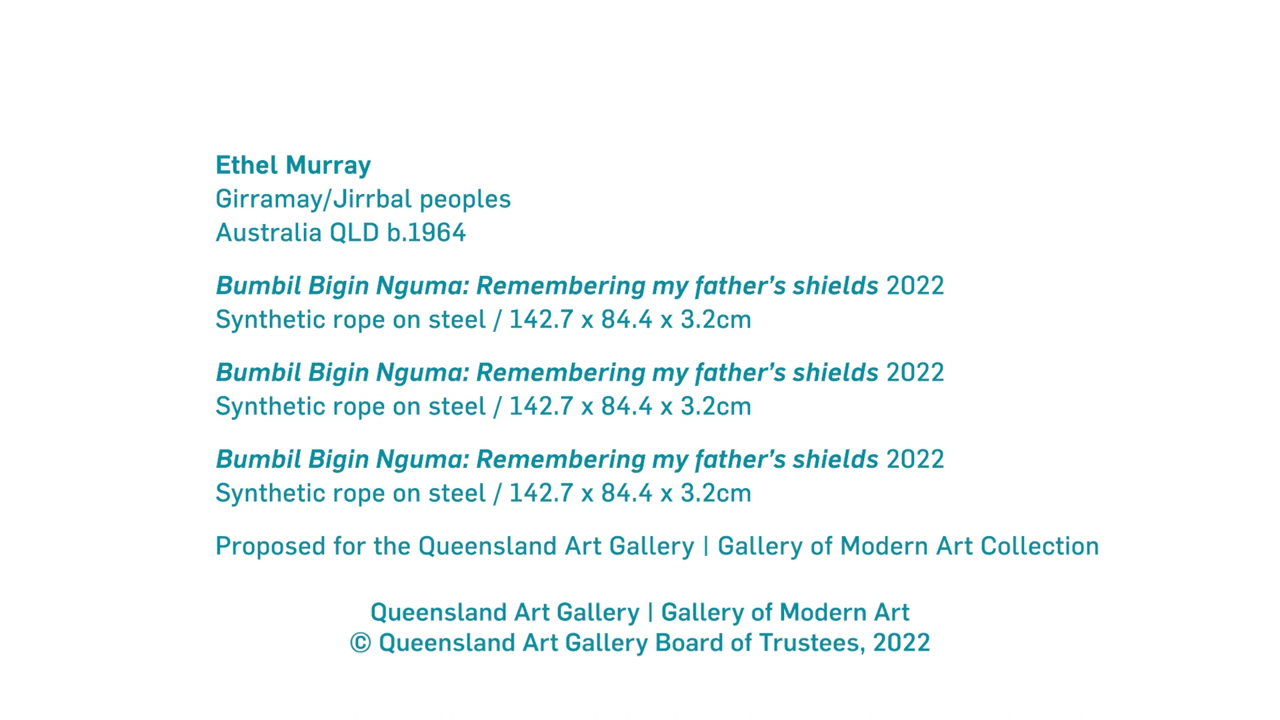 Ethel Murray
Girramay/Jirrbal peoples
Australia QLD b.1964
Bumbil Bigin Nguma: Remembering my father's shields 2022
Synthetic rope on steel / 142.7 x 84.4 x 3.2cm
Bumbil Bigin Nguma: Remembering my father's shields 2022
Synthetic rope on steel / 142.7 x 84.4 x 3.2cm
Bumbil Bigin Nguma: Remembering my father's shields 2022
Synthetic rope on steel / 142.7 x 84.4 x 3.2cm
Proposed for the Queensland Art Gallery | Gallery of Modern Art Collection
Queensland Art Gallery | Gallery of Modern Art
© Queensland Art Gallery Board of Trustees, 2022